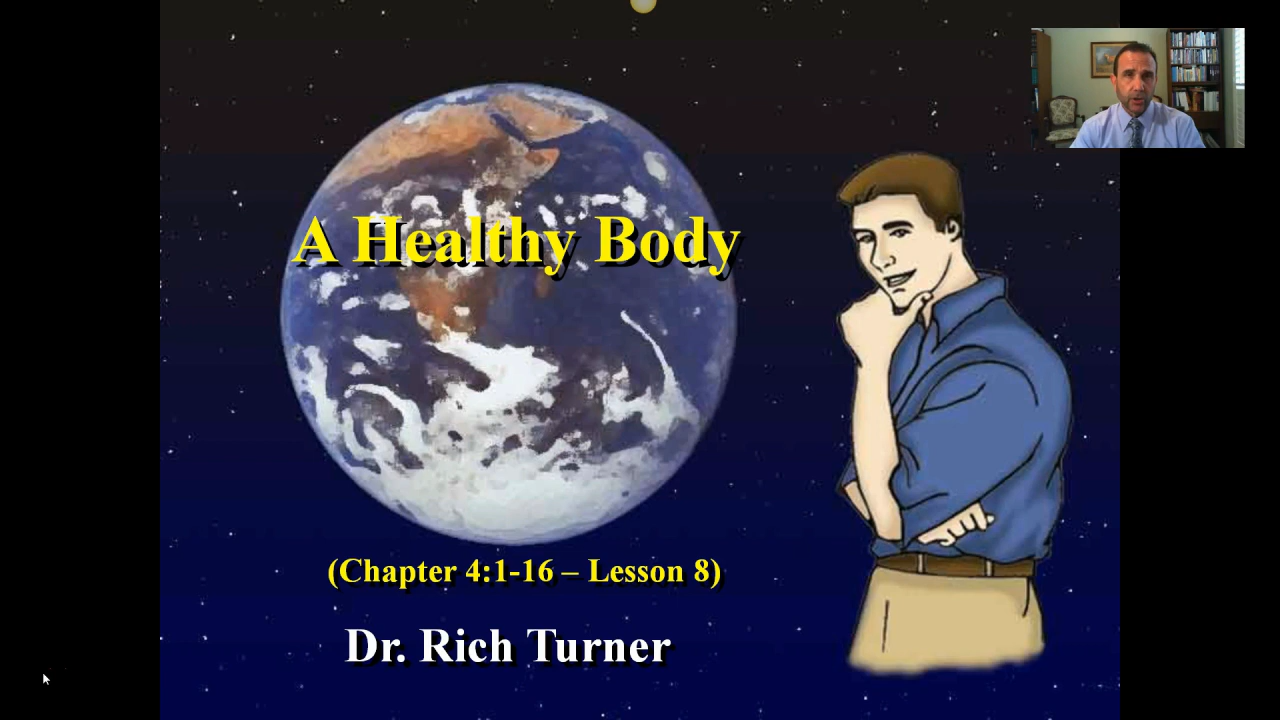 A Healthy Body
(Chapter 4:1-16 – Lesson 8)
Dr. Rich Turner